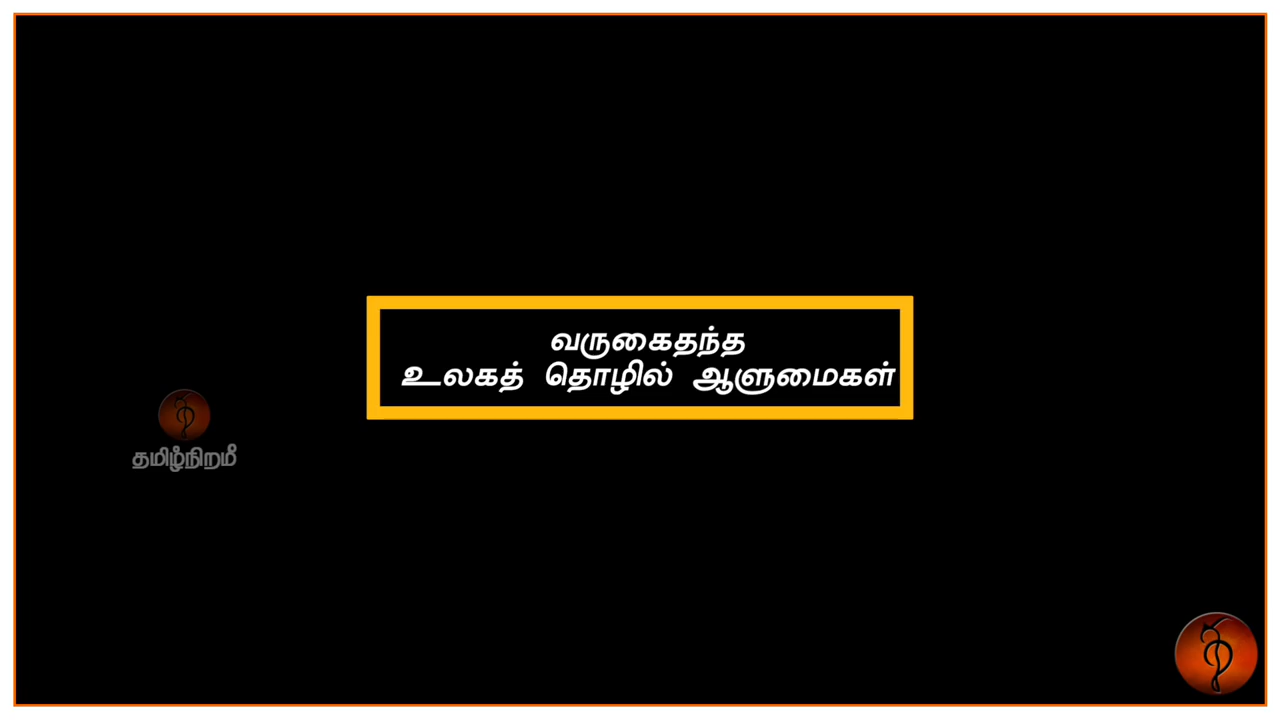 வருகைதந்த
உலகத் தொழில் ஆளுமைகள்
தமிழ்நிறமீ